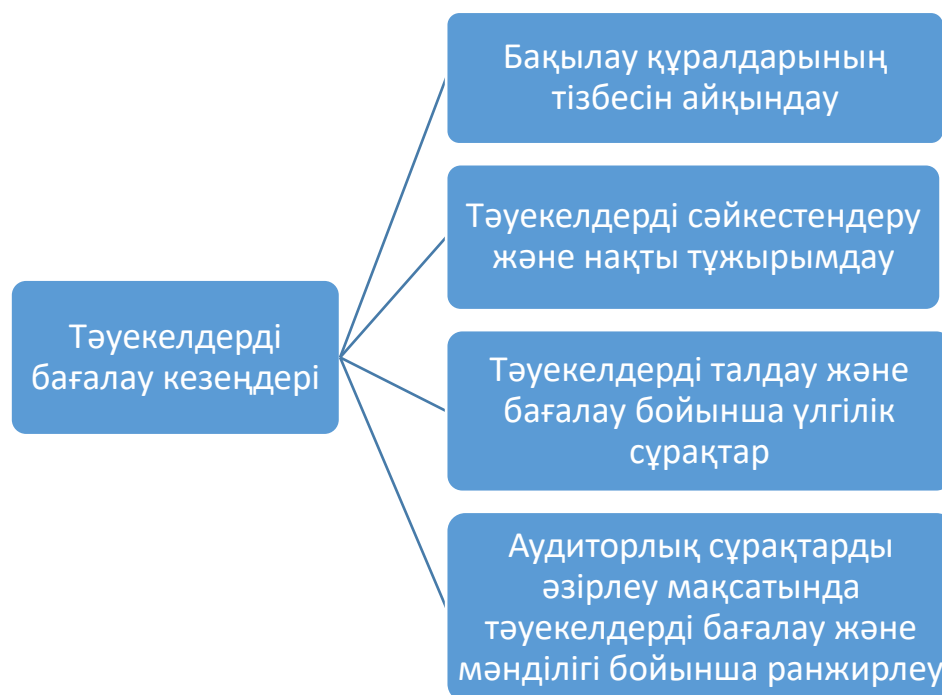 Тәуекелдерді
бағалау кезеңдері
Бақылау құралдарының
тізбесін айқындау
Тәуекелдерді сәйкестендеру
және нақты тұжырымдау
Тәуекелдерді талдау және
бағалау бойынша үлгілік
сұрақтар
Аудиторлық сұрақтарды
әзірлеу мақсатында
тәуекелдерді бағалау және
мәнділігі бойынша ранжирлеу